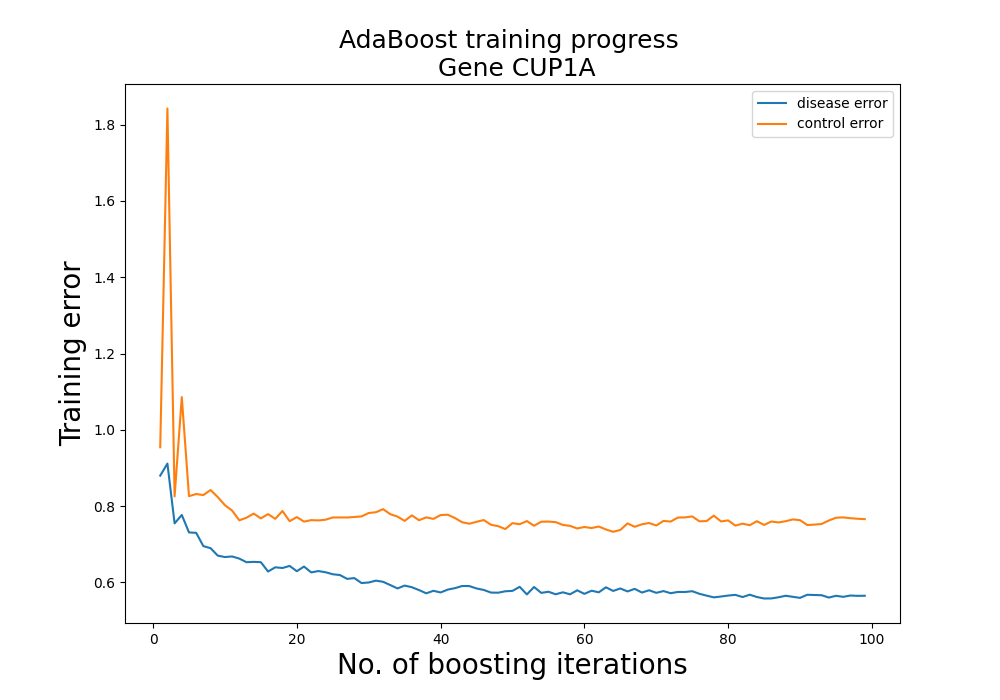 AdaBoost training progress
Gene CUP1A
disease error
control error
Training error
1.8
1.6
1.4
1.2
1.0
0.8
0.6
0 20 40 60 80 100
No. of boosting iterations